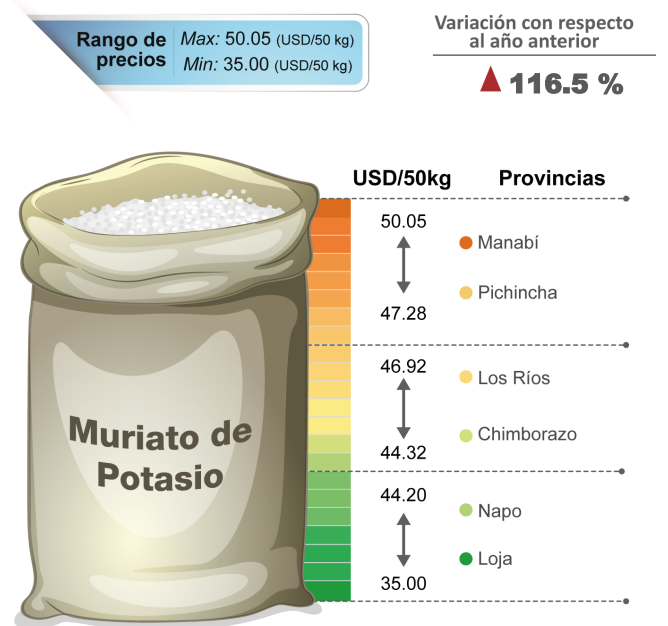 Rango de precios
Max: 50.05 (USD/50 kg)
Min: 35.00 (USD/50 kg)
Variación con respecto
al año anterior
116.5 %
USD/50kg Provincias
50.05
Manabí
Pichincha
47.28
46.92
Los Ríos
Chimborazo
44.32
44.20
Napo
Loja
35.00
Muriato de
Potasio